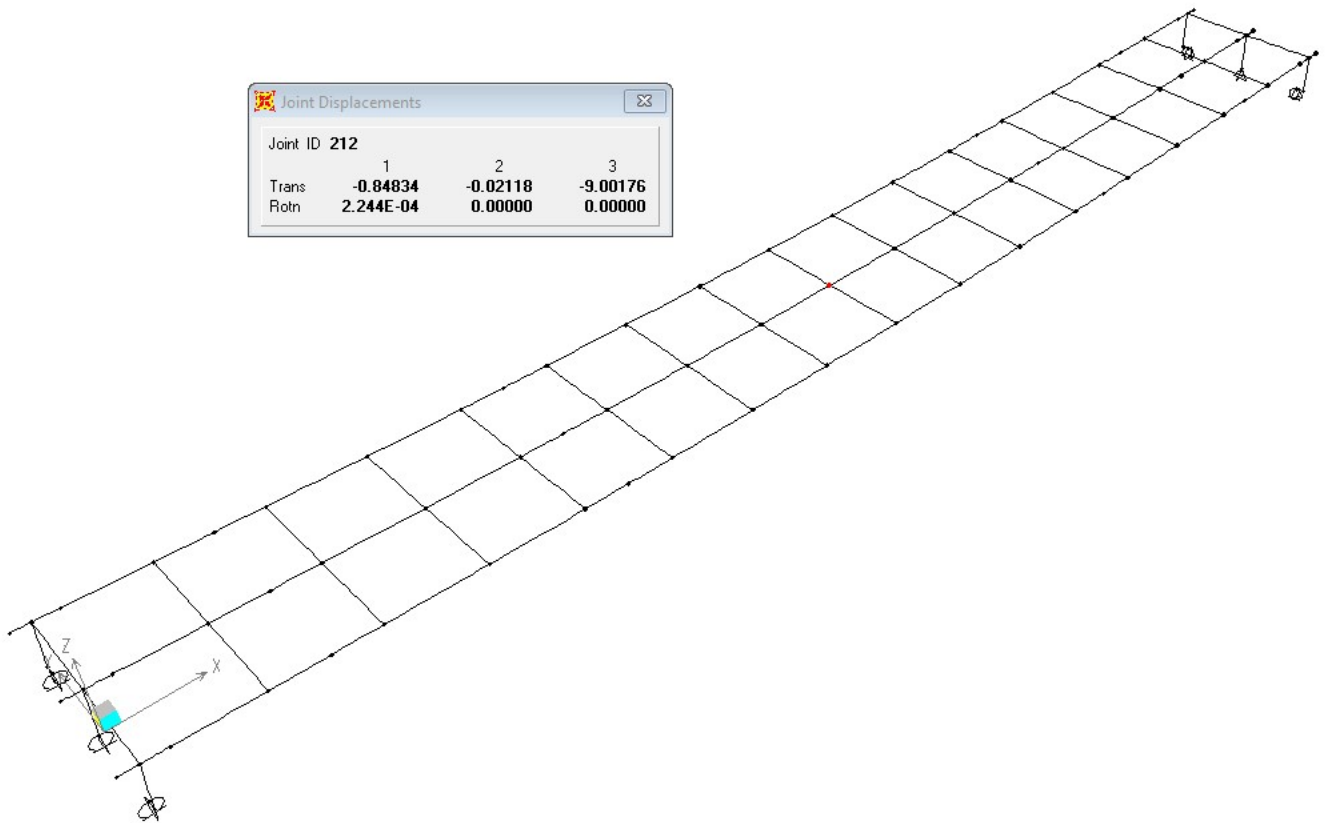 Joint Displacements
Joint ID 212
1 2 3
Trans -0.84834 -0.02118 -9.00176
Rotn 2.244E-04 0.00000 0.00000
Z
X